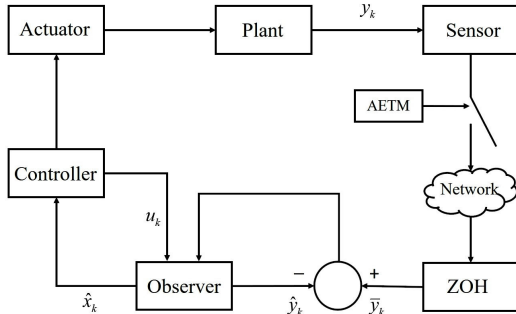 Actuator
Plant
y_k
Sensor
AETM
Controller
Network
u_k
x̂_k
Observer
−
ŷ_k
+
ȳ_k
ZOH